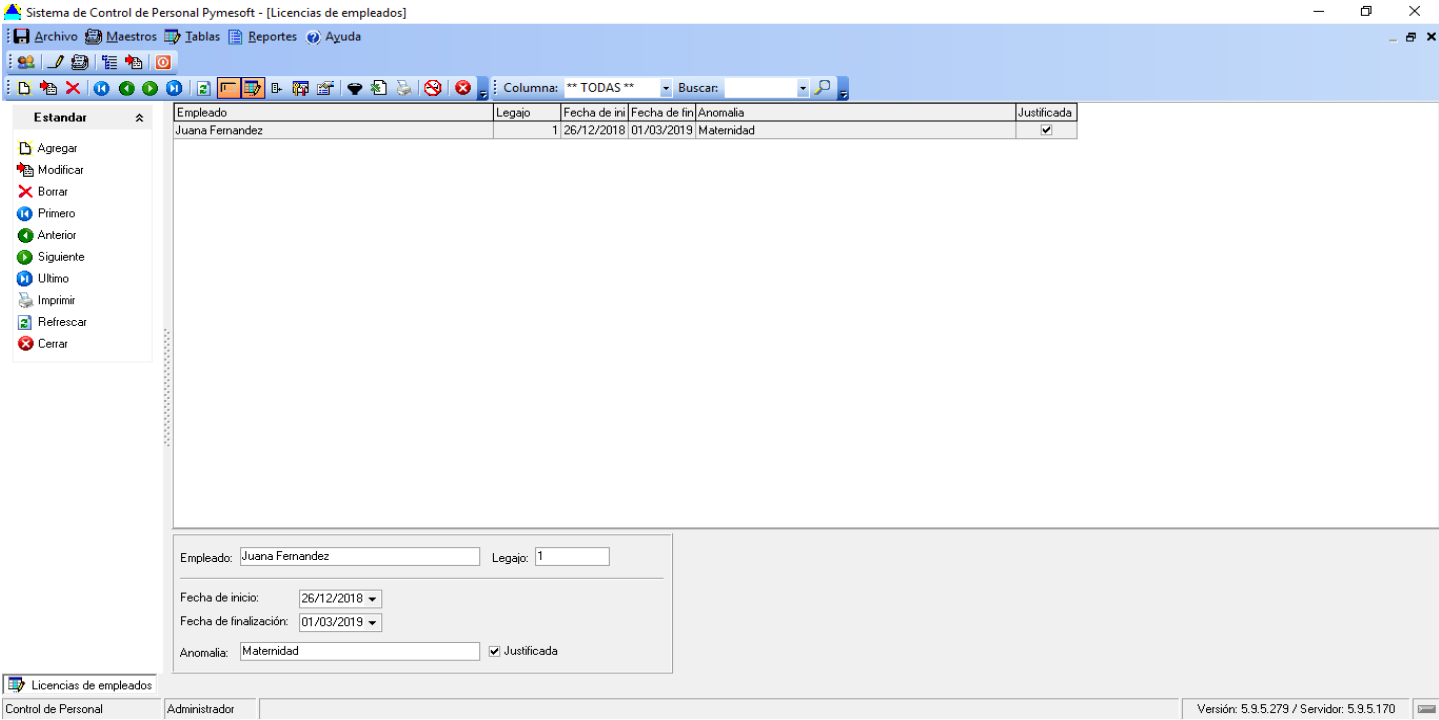 Sistema de Control de Personal Pymesoft - [Licencias de empleados]
Archivo Maestros Tablas Reportes Ayuda
Columna: ** TODAS ** Buscar:
Estandar
Agregar
Modificar
Borrar
Primero
Anterior
Siguiente
Ultimo
Imprimir
Refrescar
Cerrar
Empleado Legajo Fecha de ini Fecha de fin Anomalia Justificada
Juana Fernandez 1 26/12/2018 01/03/2019 Maternidad
Empleado: Juana Fernandez Legajo: 1
Fecha de inicio: 26/12/2018
Fecha de finalización: 01/03/2019
Anomalia: Maternidad Justificada
Licencias de empleados
Control de Personal Administrador Versión: 5.9.5.279 / Servidor: 5.9.5.170